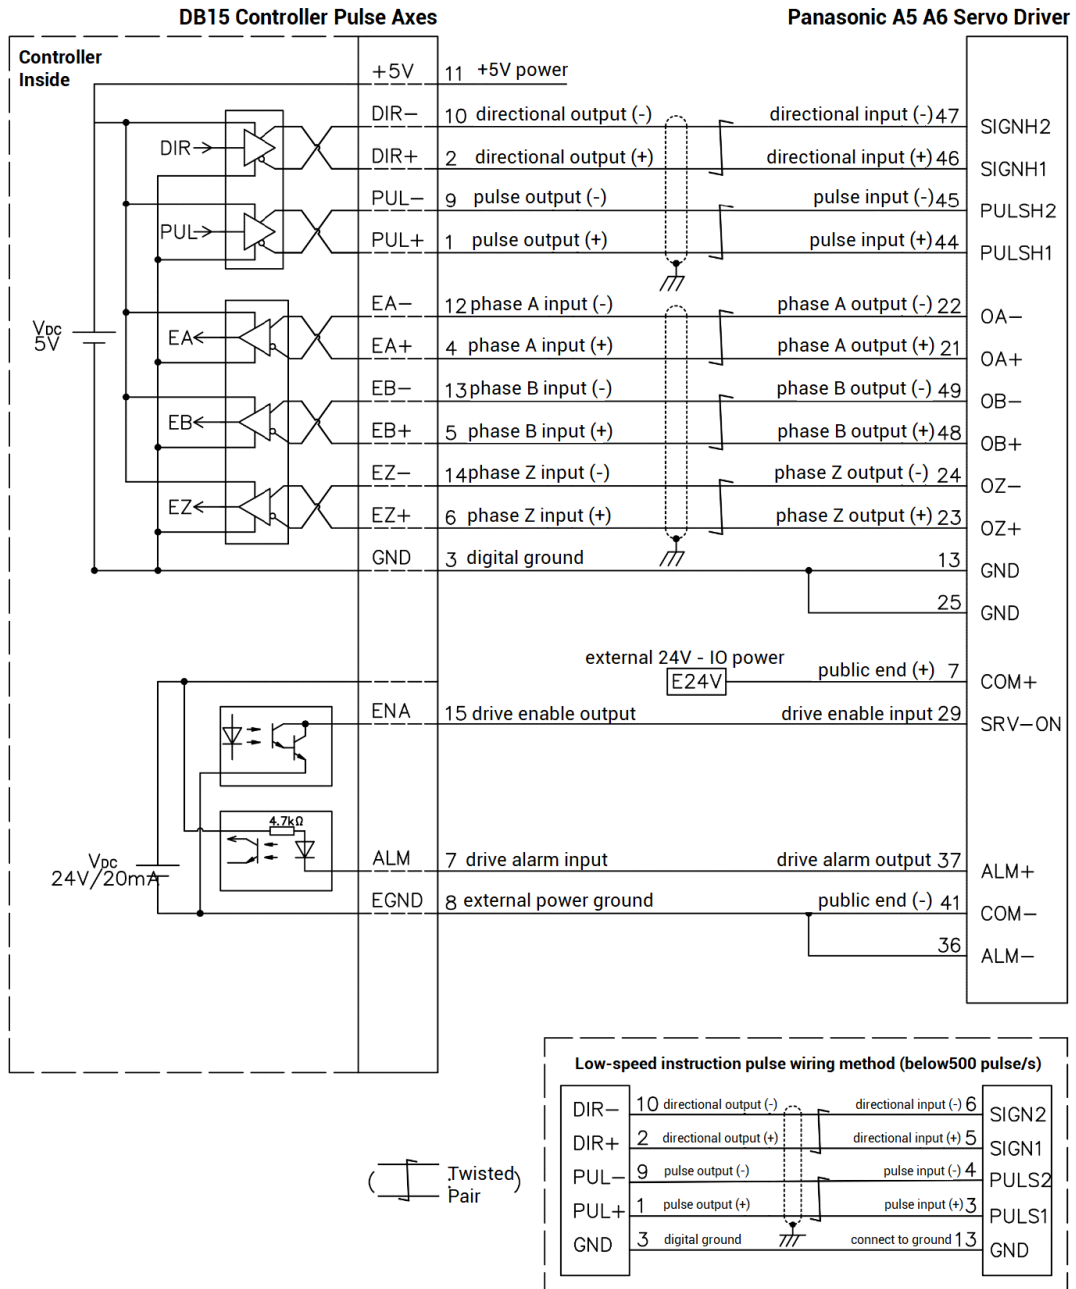 DB15 Controller Pulse Axes
Panasonic A5 A6 Servo Driver
Controller
Inside
+5V 11 +5V power
DIR− 10 directional output (-) directional input (-) 47 SIGNH2
DIR
DIR+ 2 directional output (+) directional input (+) 46 SIGNH1
PUL− 9 pulse output (-) pulse input (-) 45 PULSH2
PUL
PUL+ 1 pulse output (+) pulse input (+) 44 PULSH1
EA− 12 phase A input (-) phase A output (-) 22 OA−
VDC
5V
EA
EA+ 4 phase A input (+) phase A output (+) 21 OA+
EB− 13 phase B input (-) phase B output (-) 49 OB−
EB
EB+ 5 phase B input (+) phase B output (+) 48 OB+
EZ− 14 phase Z input (-) phase Z output (-) 24 OZ−
EZ
EZ+ 6 phase Z input (+) phase Z output (+) 23 OZ+
GND 3 digital ground 13 GND
25 GND
external 24V - IO power
E24V public end (+) 7 COM+
ENA 15 drive enable output drive enable input 29 SRV−ON
4.7kΩ
VDC
24V/20mA
ALM 7 drive alarm input drive alarm output 37 ALM+
EGND 8 external power ground public end (-) 41 COM−
36 ALM−
Low-speed instruction pulse wiring method (below500 pulse/s)
DIR− 10 directional output (-) directional input (-) 6 SIGN2
DIR+ 2 directional output (+) directional input (+) 5 SIGN1
PUL− 9 pulse output (-) pulse input (-) 4 PULS2
PUL+ 1 pulse output (+) pulse input (+) 3 PULS1
GND 3 digital ground connect to ground 13 GND
( : Twisted)
Pair